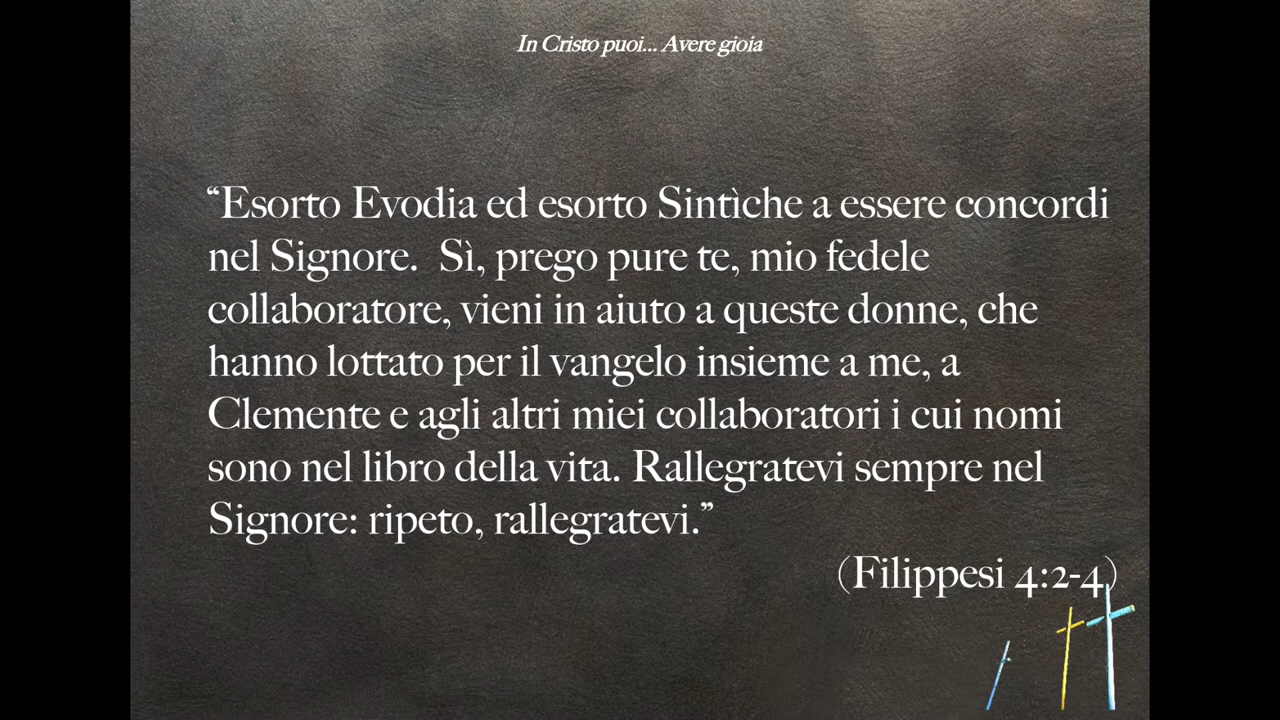 In Cristo puoi... Avere gioia
“Esorto Evodia ed esorto Sintìche a essere concordi
nel Signore.  Sì, prego pure te, mio fedele
collaboratore, vieni in aiuto a queste donne, che
hanno lottato per il vangelo insieme a me, a
Clemente e agli altri miei collaboratori i cui nomi
sono nel libro della vita. Rallegratevi sempre nel
Signore: ripeto, rallegratevi.”
(Filippesi 4:2-4)